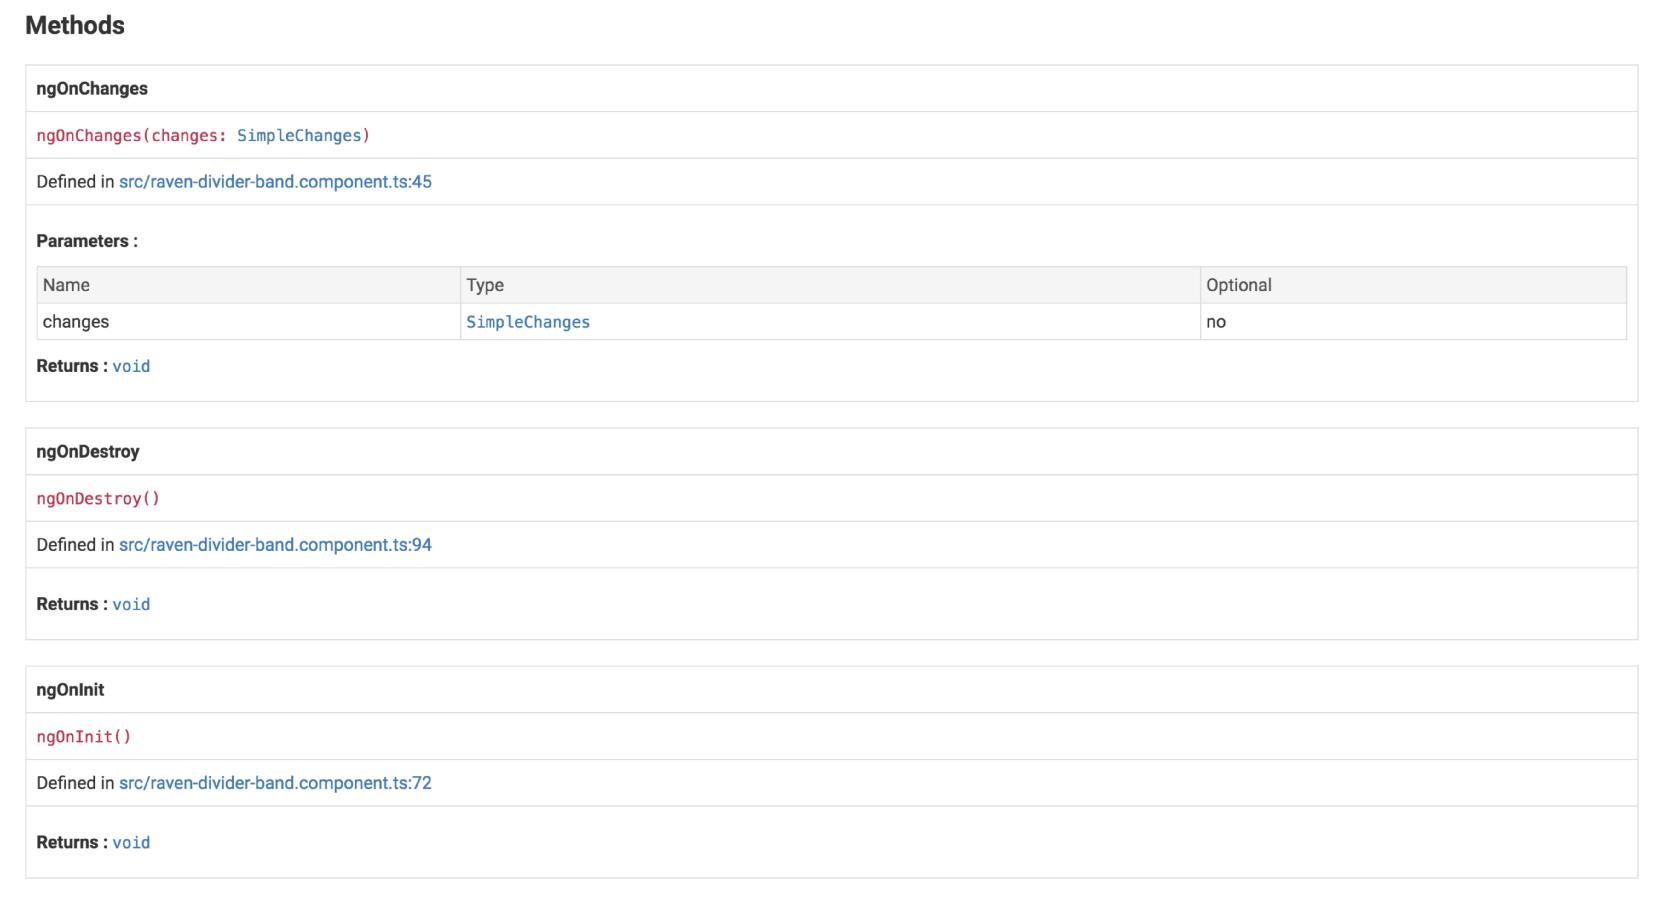 Methods
ngOnChanges
ngOnChanges(changes: SimpleChanges)
Defined in src/raven-divider-band.component.ts:45
Parameters :
Name Type Optional
changes SimpleChanges no
Returns : void
ngOnDestroy
ngOnDestroy()
Defined in src/raven-divider-band.component.ts:94
Returns : void
ngOnInit
ngOnInit()
Defined in src/raven-divider-band.component.ts:72
Returns : void